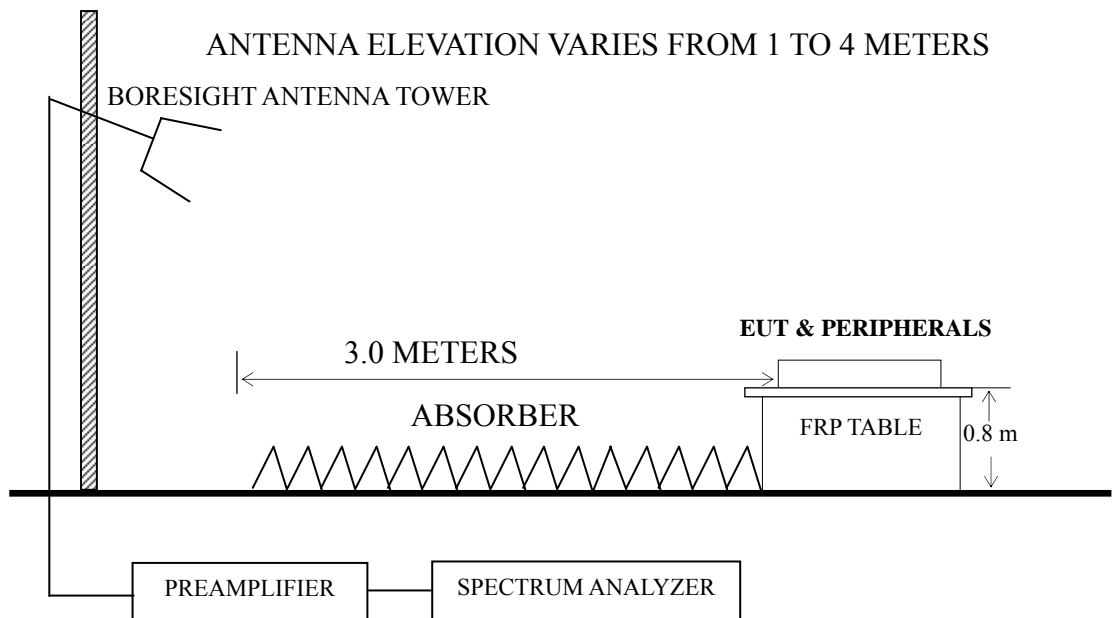 ANTENNA ELEVATION VARIES FROM 1 TO 4 METERS
BORESIGHT ANTENNA TOWER
EUT & PERIPHERALS
3.0 METERS
ABSORBER
FRP TABLE
0.8 m
PREAMPLIFIER
SPECTRUM ANALYZER